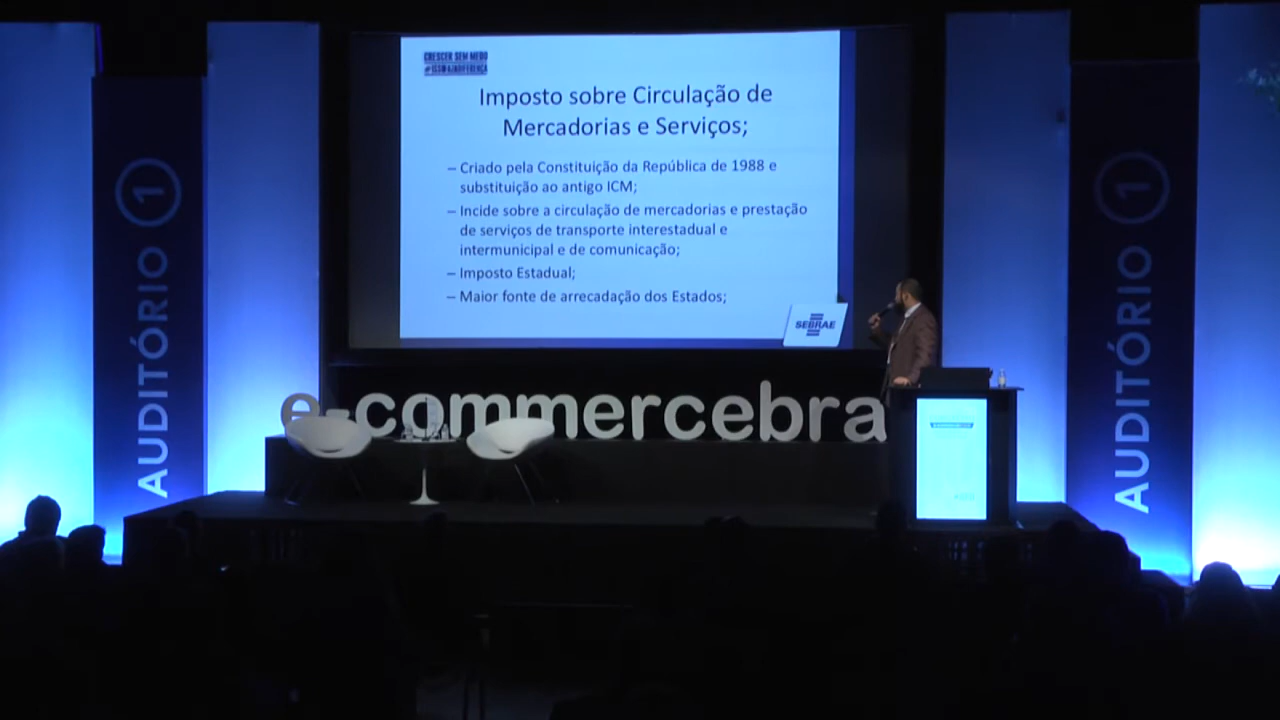 CRESCER SEM MEDO
Imposto sobre Circulação de
Mercadorias e Serviços;
– Criado pela Constituição da República de 1988 e
substituição ao antigo ICM;
– Incide sobre a circulação de mercadorias e prestação
de serviços de transporte interestadual e
intermunicipal e de comunicação;
– Imposto Estadual;
– Maior fonte de arrecadação dos Estados;
SEBRAE
AUDITÓRIO 1
e-commercebra
AUDITÓRIO 1